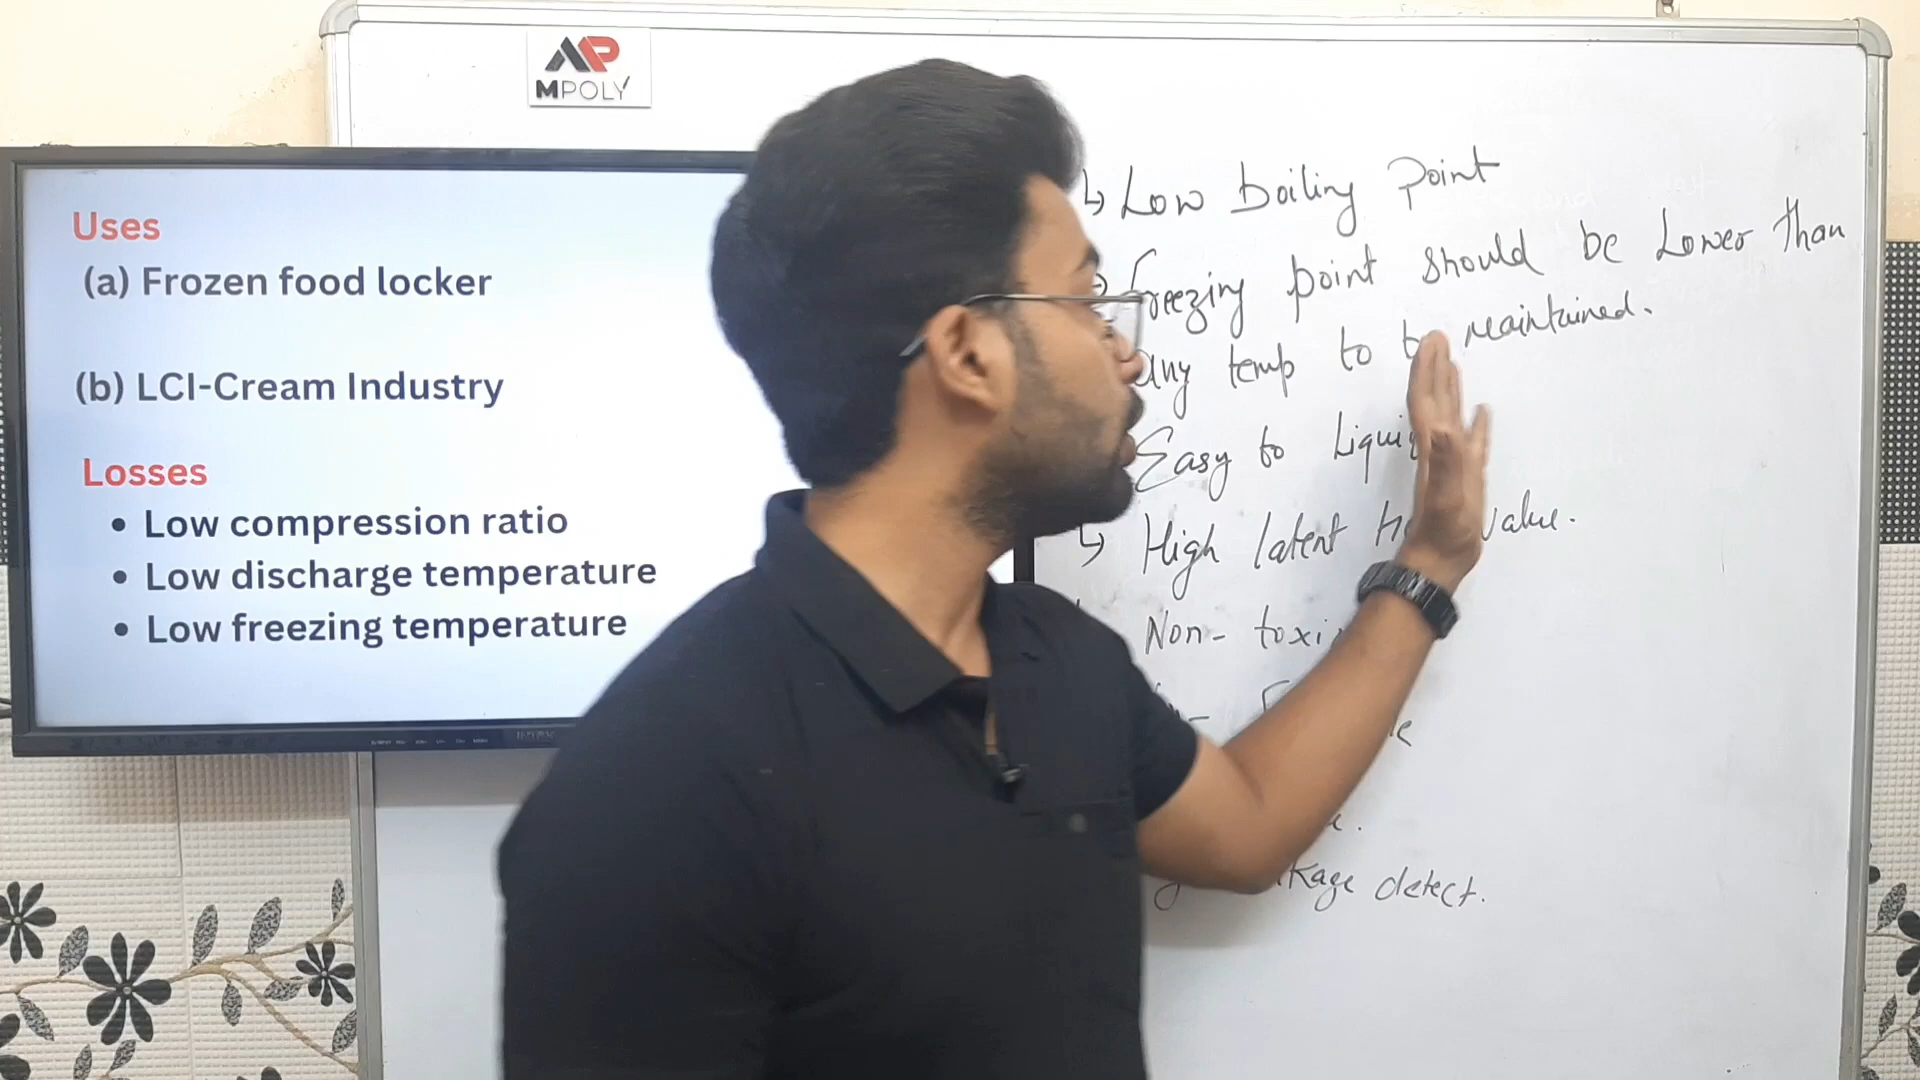 MPOLY
Uses
(a) Frozen food locker
(b) LCI-Cream Industry
Losses
• Low compression ratio
• Low discharge temperature
• Low freezing temperature
↳ Low boiling Point
Freezing point should be Lower than
any temp to be maintained.
Easy to
↳ High latent value.
Non-
detect.